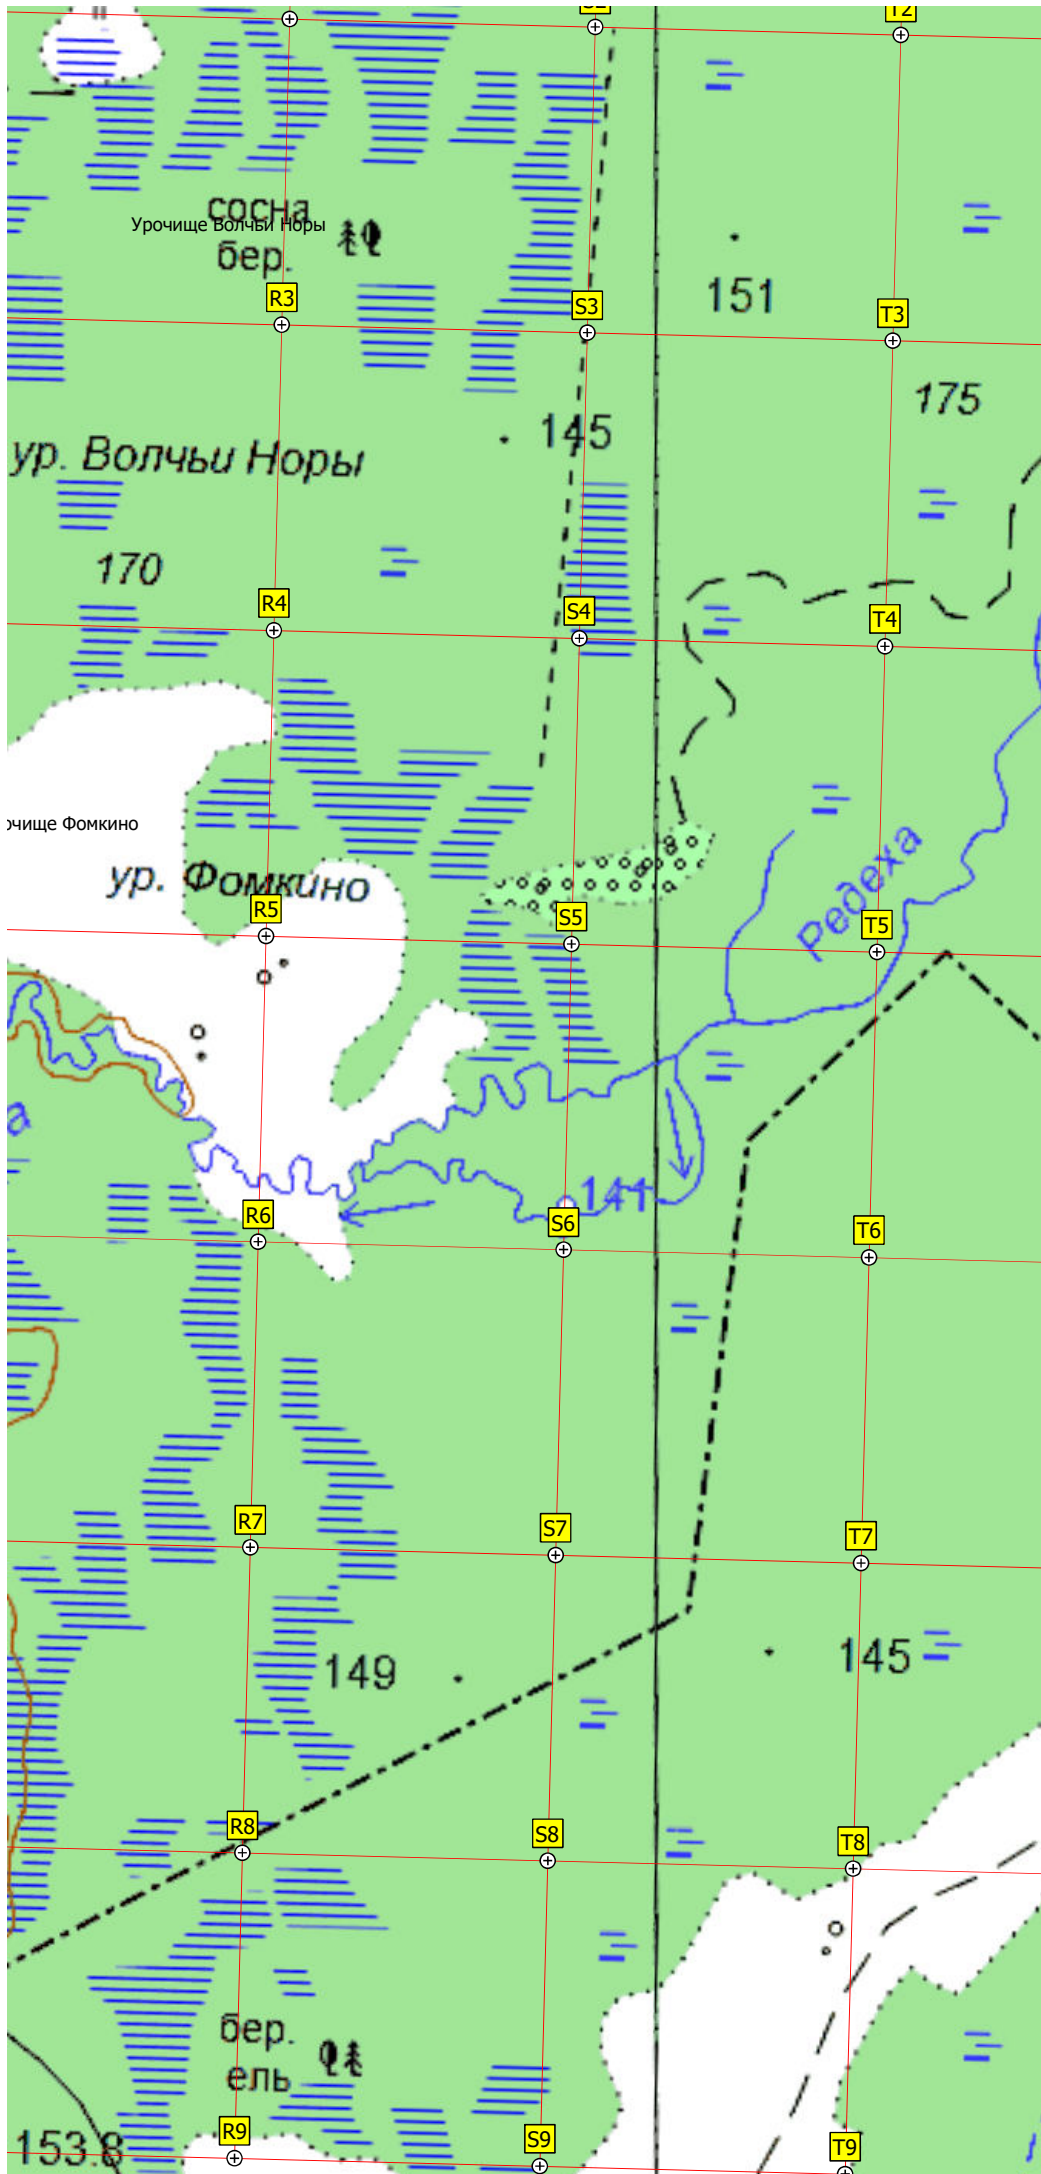 T2
сосна
Урочище Волчьи Норы
бер.
151
R3
S3
T3
175
145
ур. Волчьи Норы
170
R4
S4
T4
очище Фомкино
ур. Фомкино
Редеха
R5
S5
T5
а
141
R6
S6
T6
R7
S7
T7
149
145
R8
S8
T8
бер.
ель
153.8
R9
S9
T9